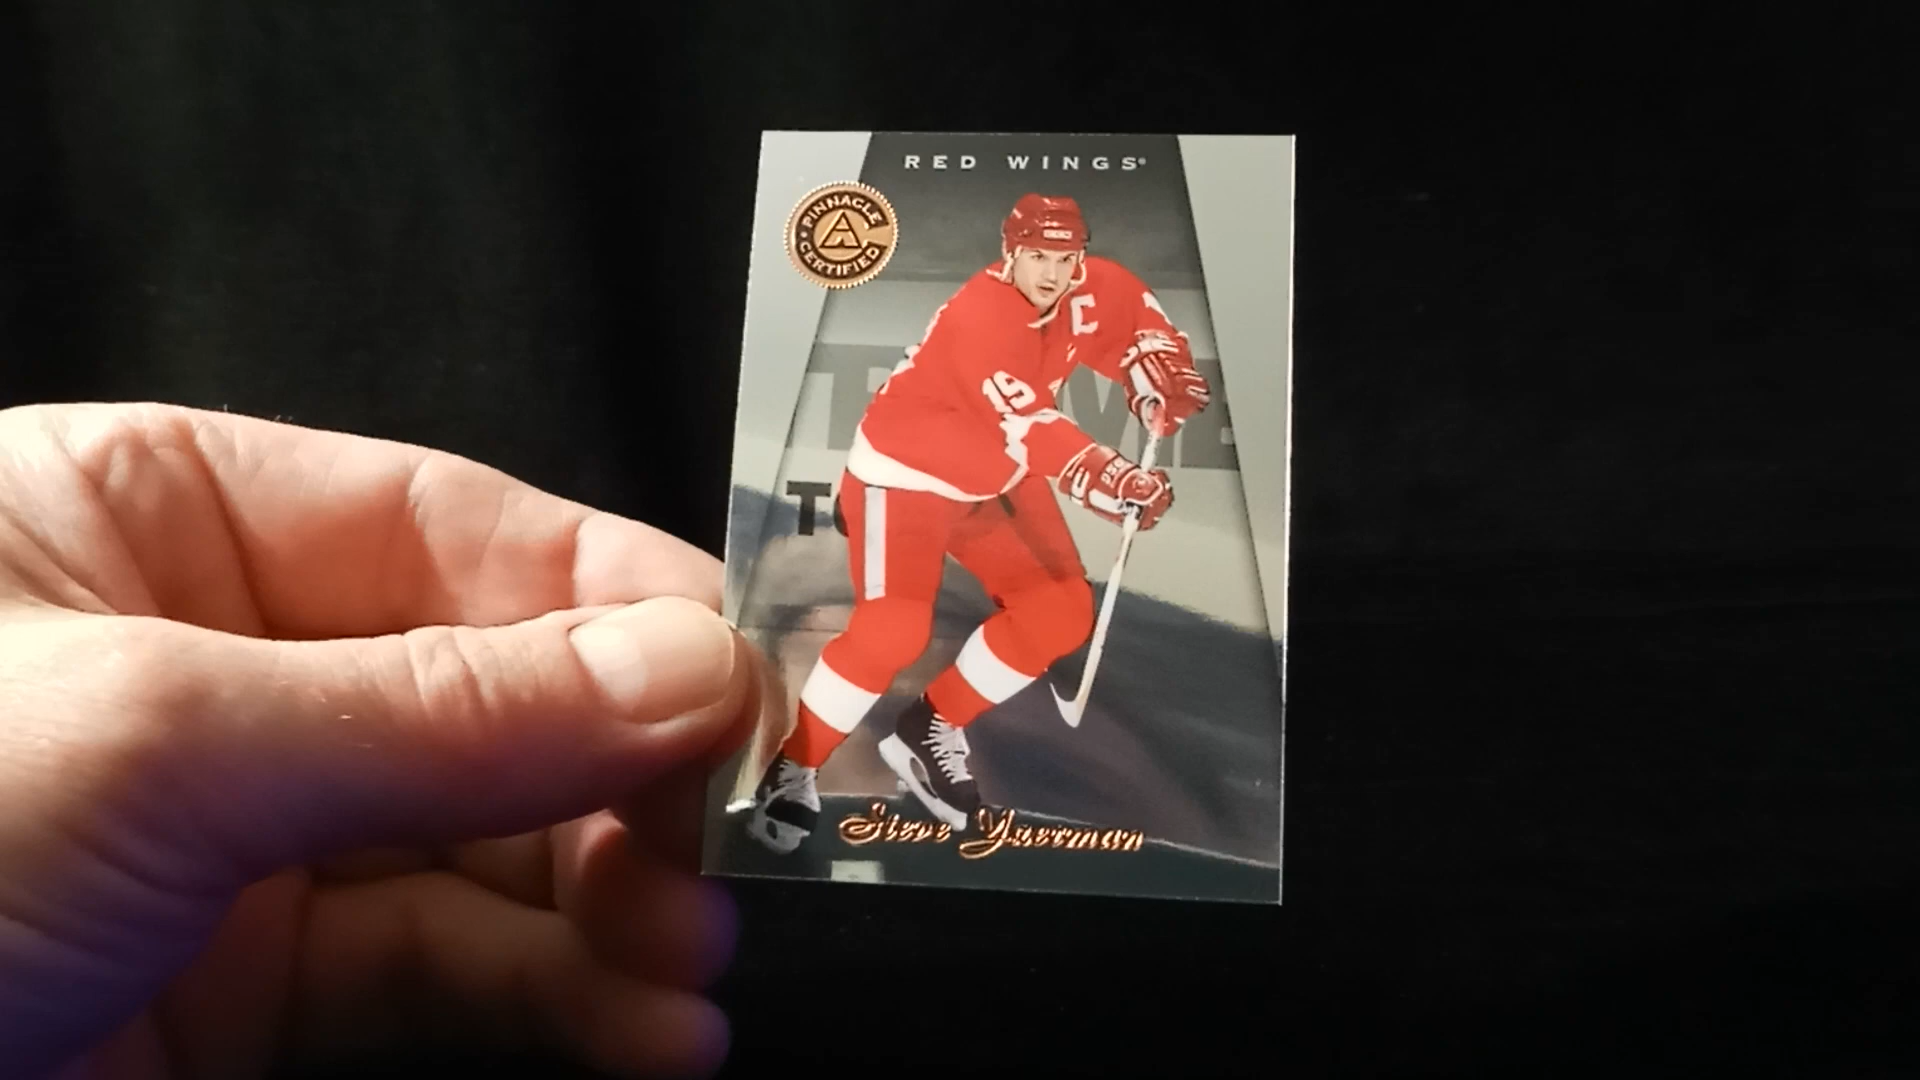 RED WINGS®
PINNACLE
CERTIFIED
C
19
Steve Yzerman